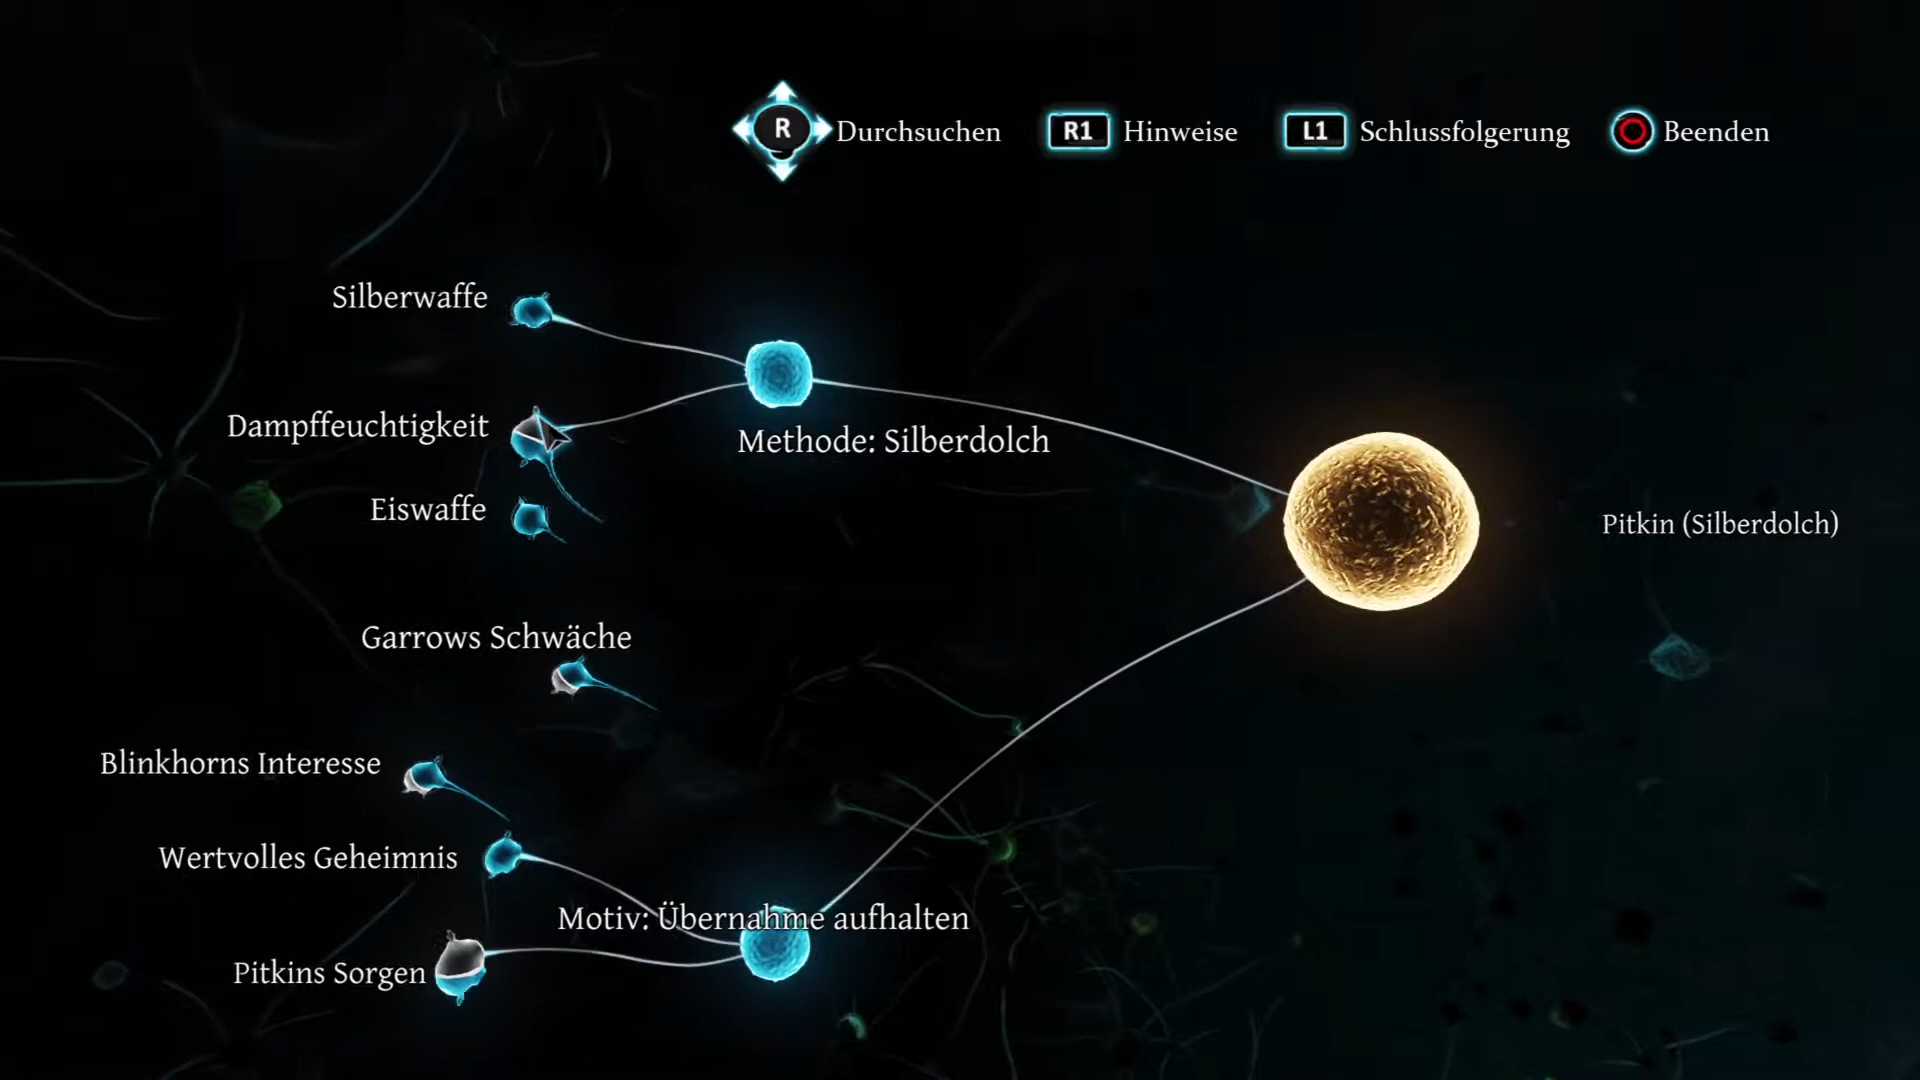 R Durchsuchen R1 Hinweise L1 Schlussfolgerung Beenden
Silberwaffe
Dampffeuchtigkeit
Methode: Silberdolch
Eiswaffe
Pitkin (Silberdolch)
Garrows Schwäche
Blinkhorns Interesse
Wertvolles Geheimnis
Motiv: Übernahme aufhalten
Pitkins Sorgen